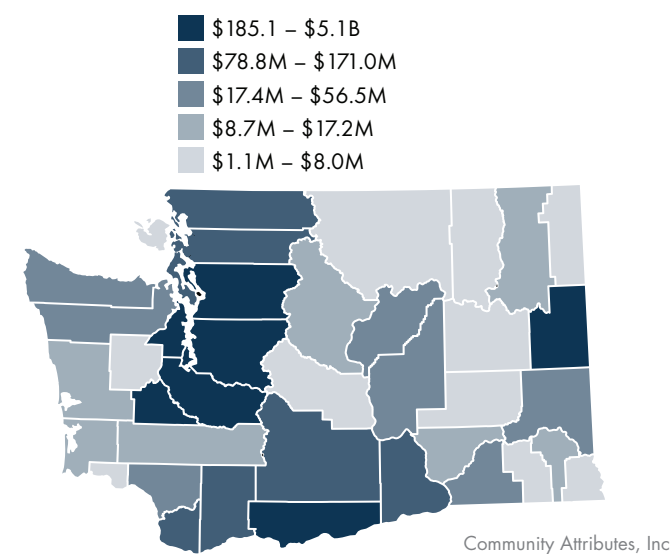 $185.1 – $5.1B
$78.8M – $171.0M
$17.4M – $56.5M
$8.7M – $17.2M
$1.1M – $8.0M
Community Attributes, Inc